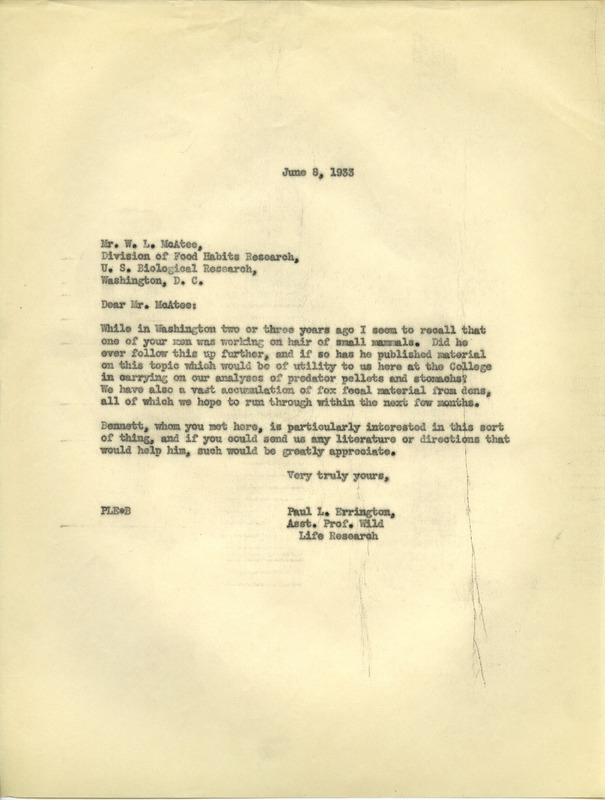 June 8, 1933
Mr. W. L. McAtee,
Division of Food Habits Research,
U. S. Biological Research,
Washington, D. C.
Dear Mr. McAtee:
While in Washington two or three years ago I seem to recall that
one of your men was working on hair of small mammals. Did he
ever follow this up further, and if so has he published material
on this topic which would be of utility to us here at the College
in carrying on our analyses of predator pellets and stomachs?
We have also a vast accumulation of fox fecal material from dens,
all of which we hope to run through within the next few months.
Bennett, whom you met here, is particularly interested in this sort
of thing, and if you could send us any literature or directions that
would help him, such would be greatly appreciate.
Very truly yours,
PLE*B
Paul L. Errington,
Asst. Prof. Wild
Life Research